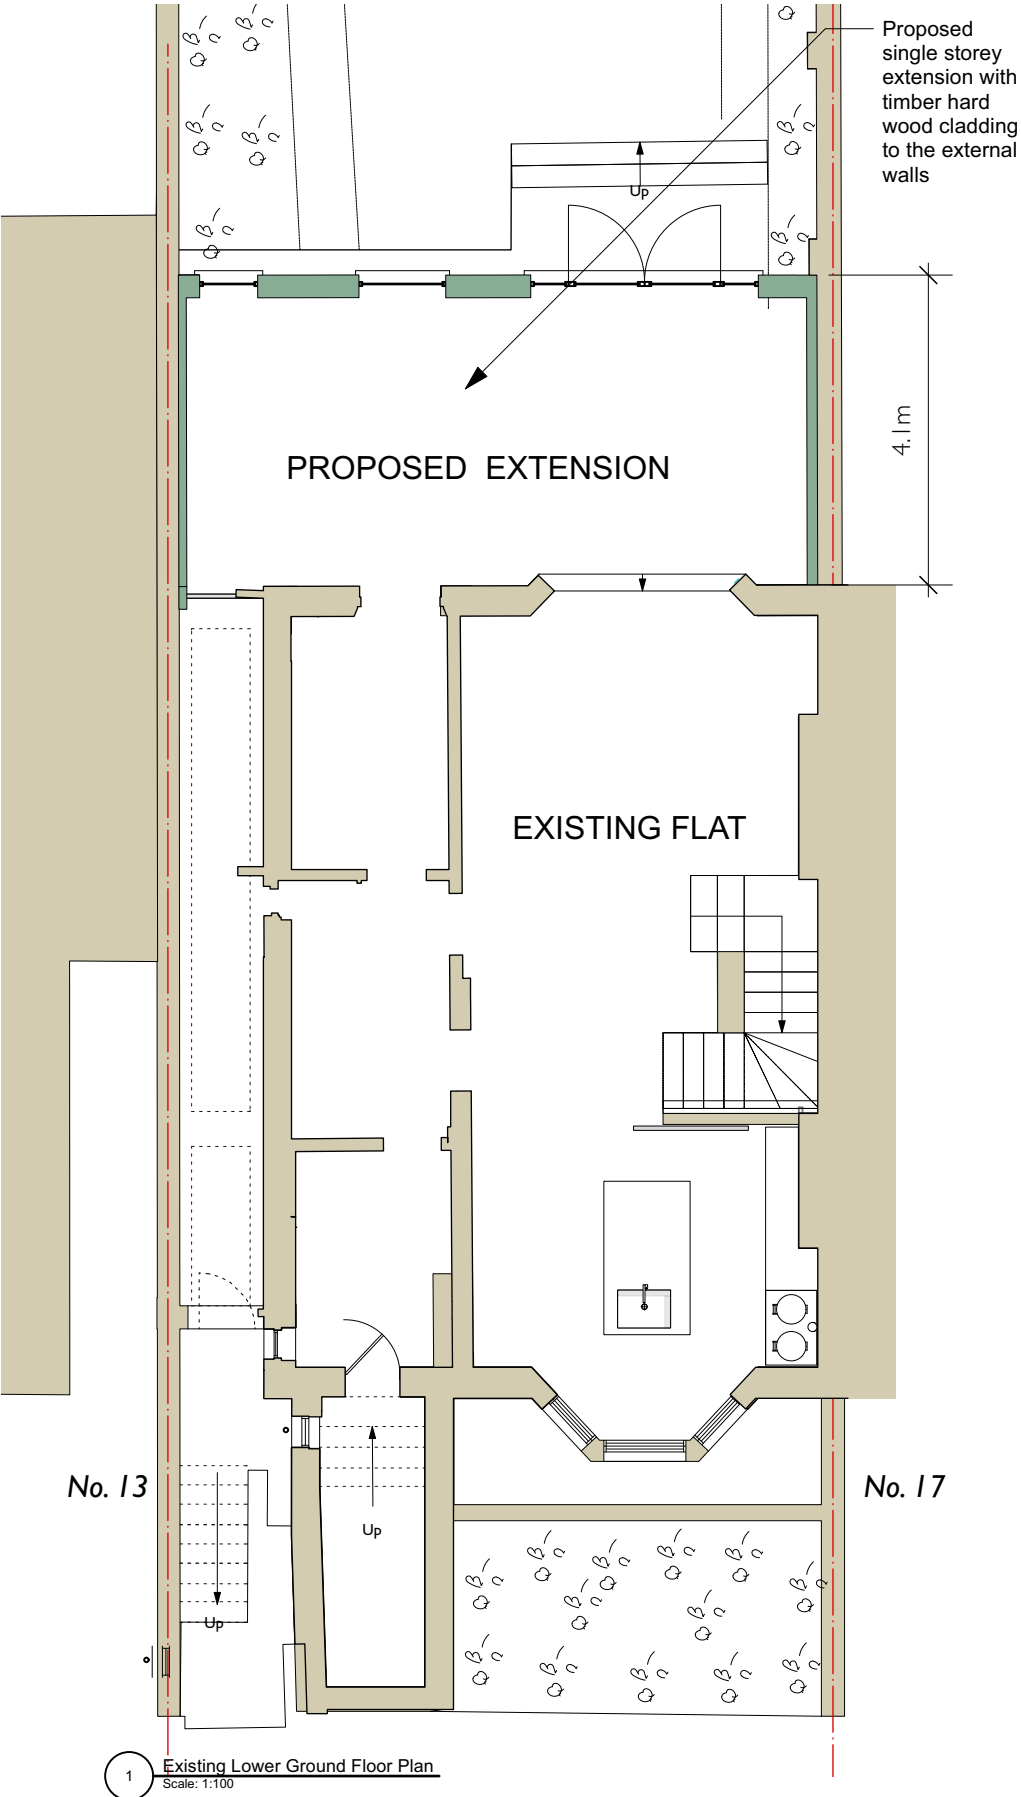 Proposed
single storey
extension with
timber hard
wood cladding
to the external
walls
Up
4.1m
PROPOSED EXTENSION
EXISTING FLAT
No. 13
No. 17
Up
Up
1
Existing Lower Ground Floor Plan
Scale: 1:100